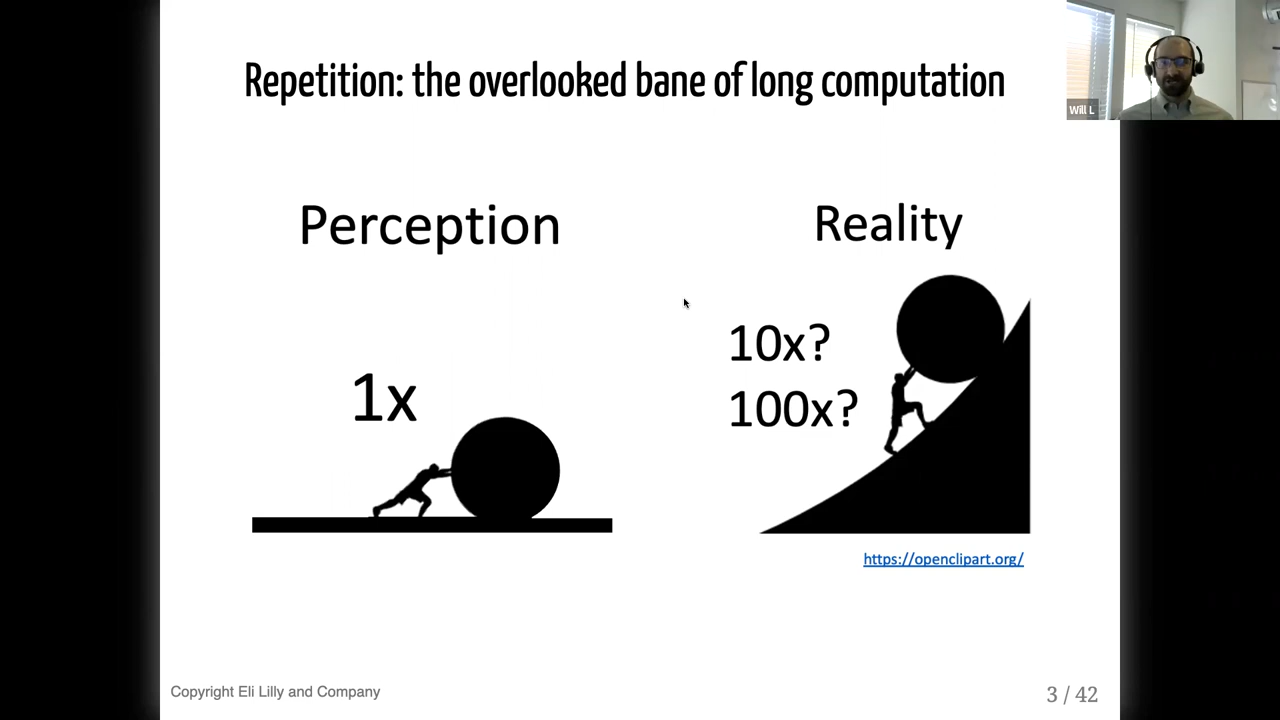 Repetition: the overlooked bane of long computation
Will L
Perception
Reality
1x
10x?
100x?
https://openclipart.org/
Copyright Eli Lilly and Company
3 / 42